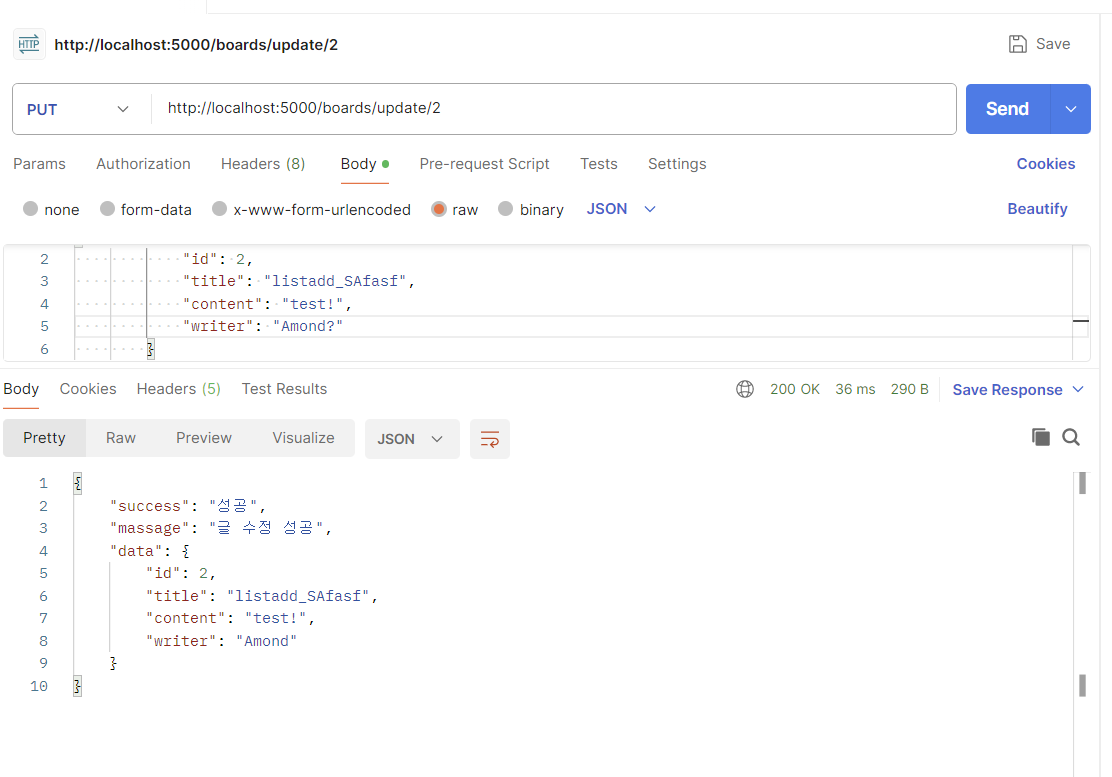 HTTP http://localhost:5000/boards/update/2 Save
PUT http://localhost:5000/boards/update/2 Send
Params Authorization Headers (8) Body Pre-request Script Tests Settings Cookies
none form-data x-www-form-urlencoded raw binary JSON Beautify
2 "id": 2,
3 "title": "listadd_SAfasf",
4 "content": "test!",
5 "writer": "Amond?"
6 }
Body Cookies Headers (5) Test Results 200 OK 36 ms 290 B Save Response
Pretty Raw Preview Visualize JSON
1 {
2 "success": "성공",
3 "massage": "글 수정 성공",
4 "data": {
5 "id": 2,
6 "title": "listadd_SAfasf",
7 "content": "test!",
8 "writer": "Amond"
9 }
10 }